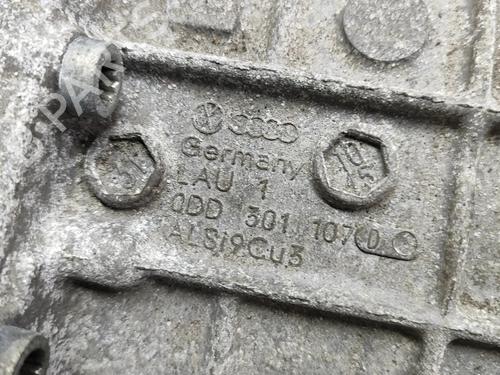 Germany
LAU 1
0DD 301 107 D
ALSi9Cu3